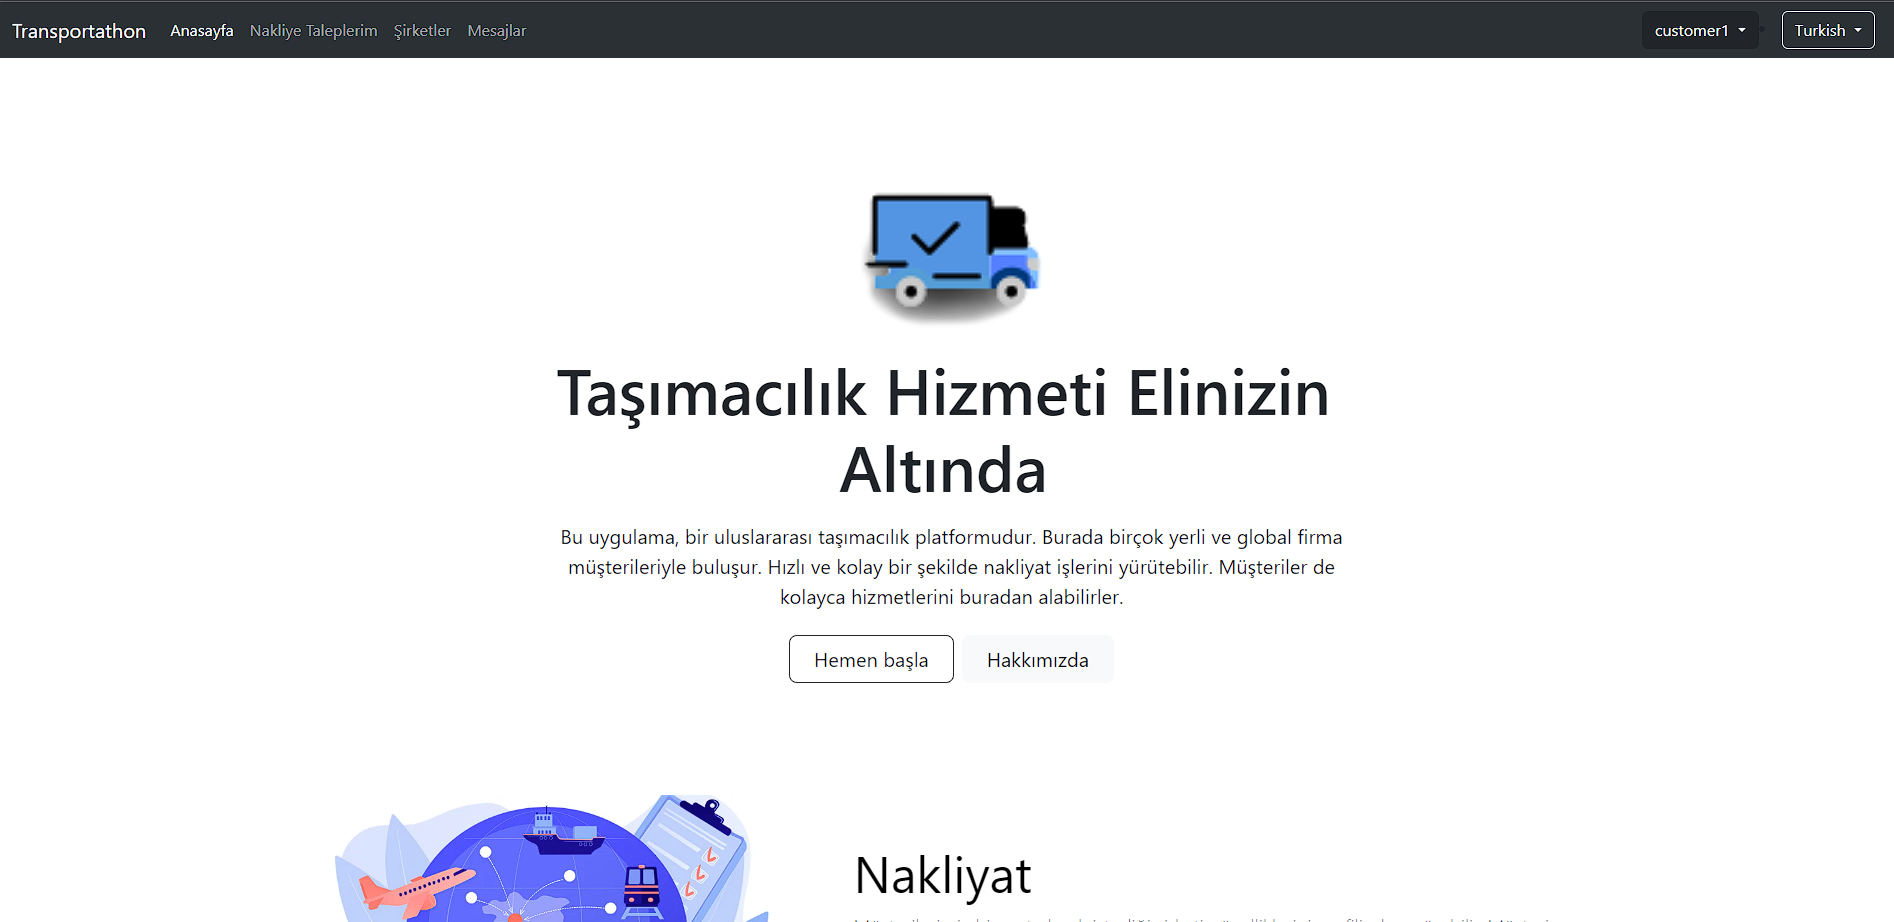 Transportathon Anasayfa Nakliye Taleplerim Şirketler Mesajlar customer1 Turkish
Taşımacılık Hizmeti Elinizin
Altında
Bu uygulama, bir uluslararası taşımacılık platformudur. Burada birçok yerli ve global firma
müşterileriyle buluşur. Hızlı ve kolay bir şekilde nakliyat işlerini yürütebilir. Müşteriler de
kolayca hizmetlerini buradan alabilirler.
Hemen başla Hakkımızda
Nakliyat